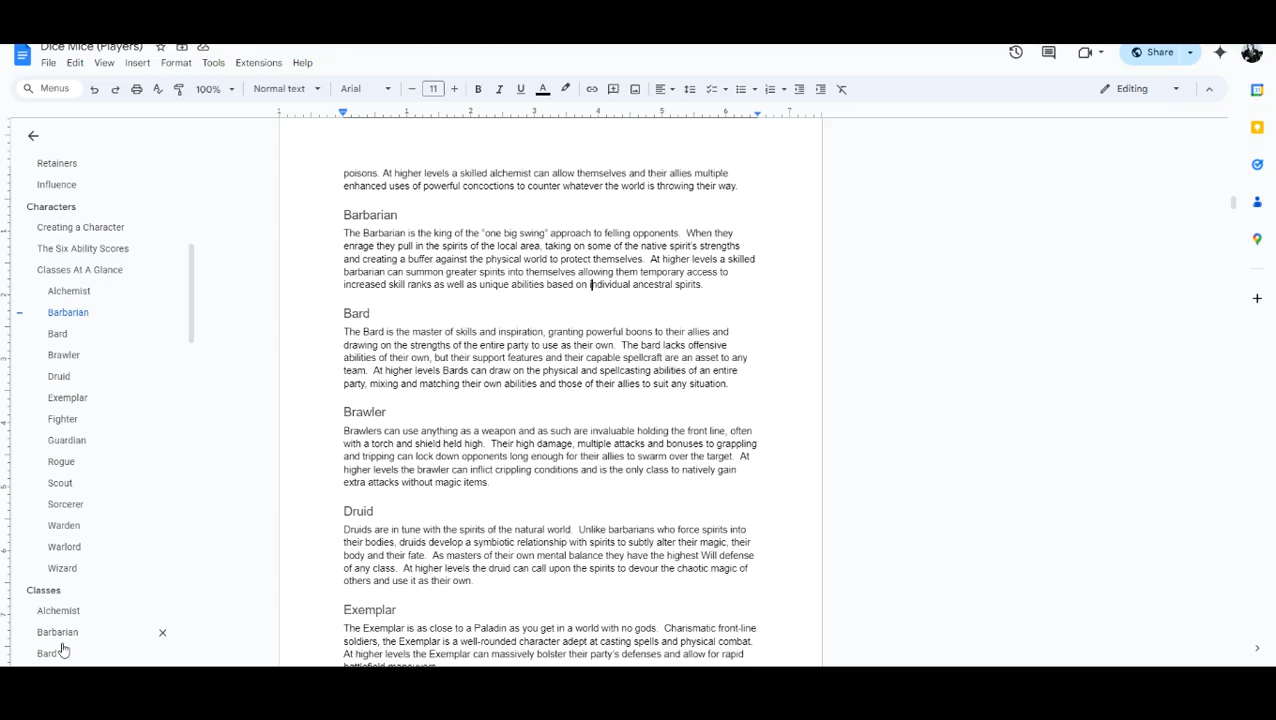 Dice Mice (Players)
File Edit View Insert Format Tools Extensions Help
Share
Menus 100% Normal text Arial 11 Editing
1 1 2 3 4 5 6 7
Retainers
Influence
Characters
Creating a Character
The Six Ability Scores
Classes At A Glance
Alchemist
Barbarian
Bard
Brawler
Druid
Exemplar
Fighter
Guardian
Rogue
Scout
Sorcerer
Warden
Warlord
Wizard
Classes
Alchemist
Barbarian
Bard
poisons. At higher levels a skilled alchemist can allow themselves and their allies multiple
enhanced uses of powerful concoctions to counter whatever the world is throwing their way.
Barbarian
The Barbarian is the king of the "one big swing" approach to felling opponents. When they
enrage they pull in the spirits of the local area, taking on some of the native spirit's strengths
and creating a buffer against the physical world to protect themselves. At higher levels a skilled
barbarian can summon greater spirits into themselves allowing them temporary access to
increased skill ranks as well as unique abilities based on individual ancestral spirits.
Bard
The Bard is the master of skills and inspiration, granting powerful boons to their allies and
drawing on the strengths of the entire party to use as their own. The bard lacks offensive
abilities of their own, but their support features and their capable spellcraft are an asset to any
team. At higher levels Bards can draw on the physical and spellcasting abilities of an entire
party, mixing and matching their own abilities and those of their allies to suit any situation.
Brawler
Brawlers can use anything as a weapon and as such are invaluable holding the front line, often
with a torch and shield held high. Their high damage, multiple attacks and bonuses to grappling
and tripping can lock down opponents long enough for their allies to swarm over the target. At
higher levels the brawler can inflict crippling conditions and is the only class to natively gain
extra attacks without magic items.
Druid
Druids are in tune with the spirits of the natural world. Unlike barbarians who force spirits into
their bodies, druids develop a symbiotic relationship with spirits to subtly alter their magic, their
body and their fate. As masters of their own mental balance they have the highest Will defense
of any class. At higher levels the druid can call upon the spirits to devour the chaotic magic of
others and use it as their own.
Exemplar
The Exemplar is as close to a Paladin as you get in a world with no gods. Charismatic front-line
soldiers, the Exemplar is a well-rounded character adept at casting spells and physical combat.
At higher levels the Exemplar can massively bolster their party's defenses and allow for rapid
battlefield maneuvers.